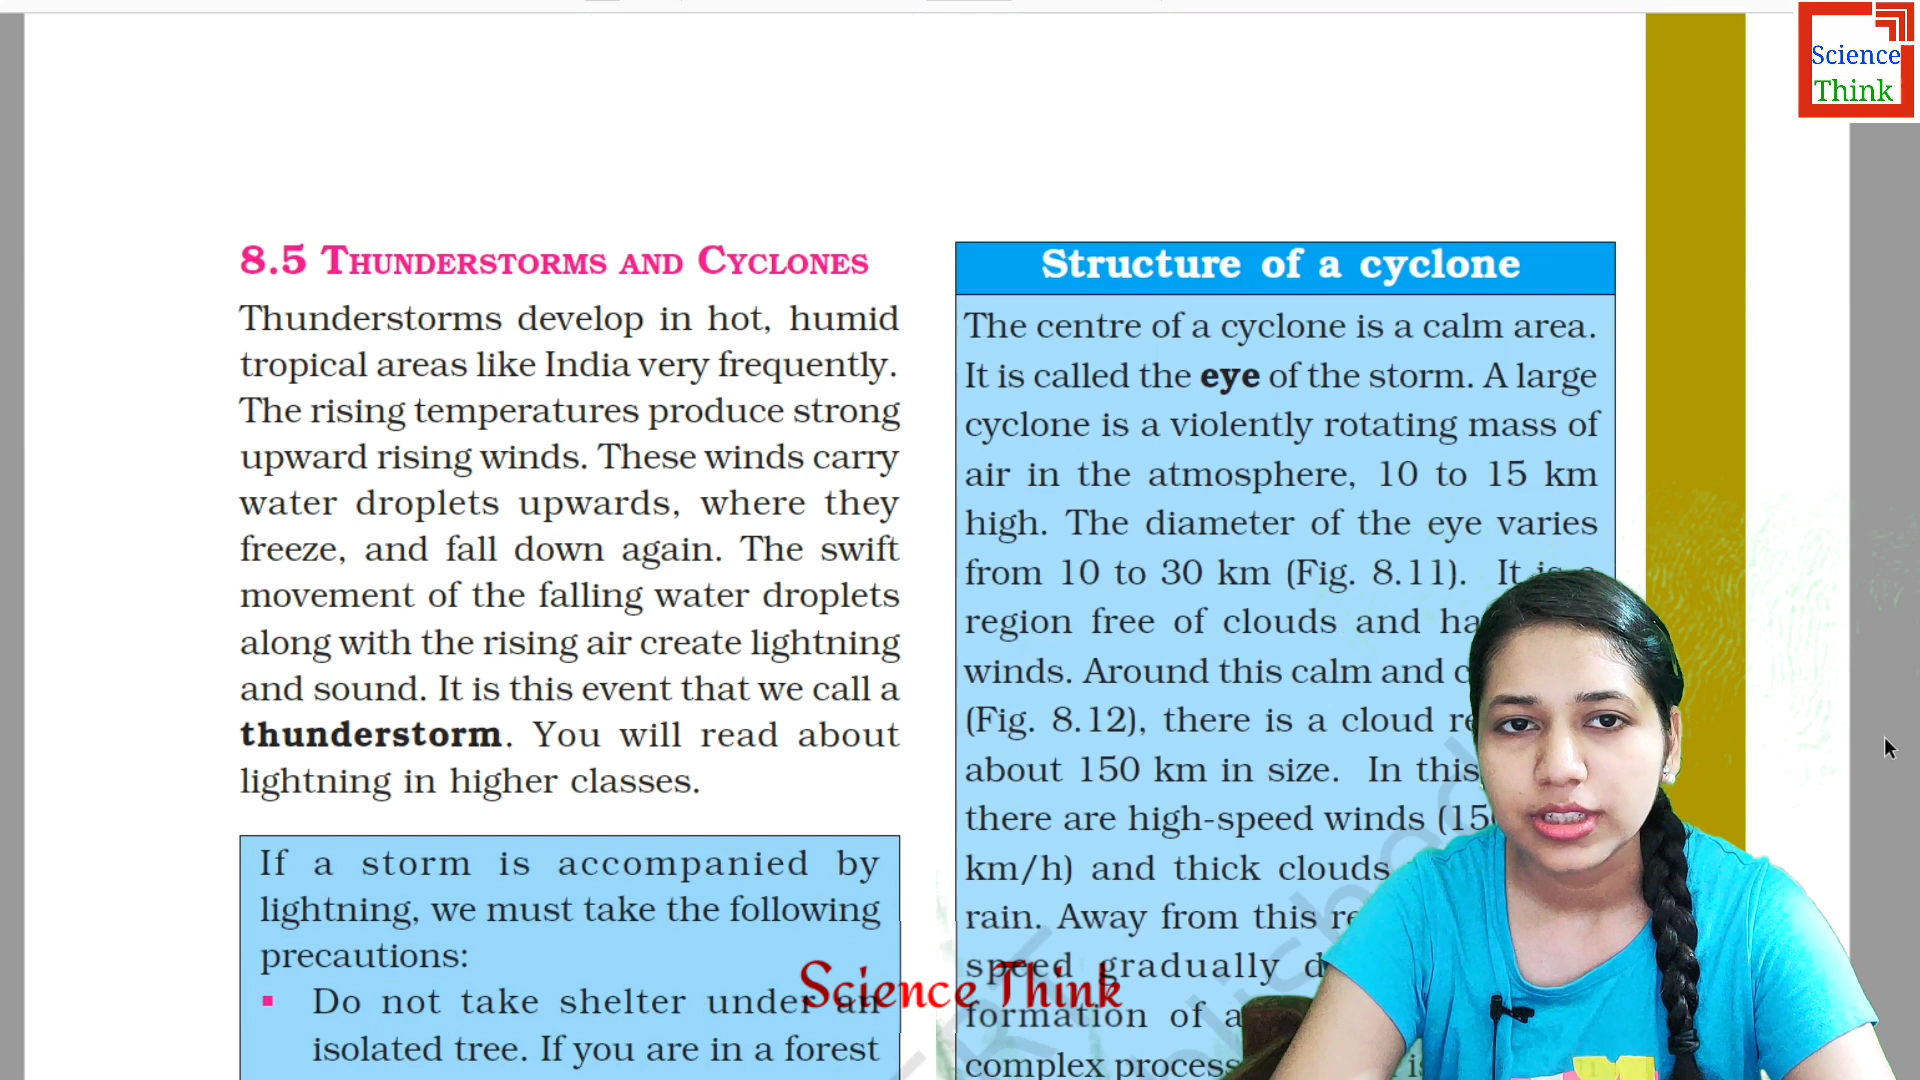 Science
Think
8.5 THUNDERSTORMS AND CYCLONES
Thunderstorms develop in hot, humid
tropical areas like India very frequently.
The rising temperatures produce strong
upward rising winds. These winds carry
water droplets upwards, where they
freeze, and fall down again. The swift
movement of the falling water droplets
along with the rising air create lightning
and sound. It is this event that we call a
thunderstorm. You will read about
lightning in higher classes.
If a storm is accompanied by
lightning, we must take the following
precautions:
▪ Do not take shelter under an
isolated tree. If you are in a forest
Structure of a cyclone
The centre of a cyclone is a calm area.
It is called the eye of the storm. A large
cyclone is a violently rotating mass of
air in the atmosphere, 10 to 15 km
high. The diameter of the eye varies
from 10 to 30 km (Fig. 8.11). It is a
region free of clouds and
winds. Around this calm and
(Fig. 8.12), there is a cloud
about 150 km in size. In this
there are high-speed winds
km/h) and thick clouds
rain. Away from this
speed gradually
formation of a
complex process
Science Think